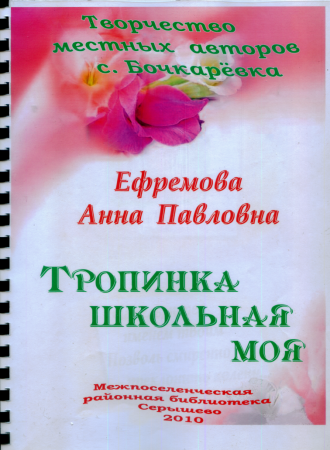 Творчество
местных авторов
с. Бочкарёвка
Ефремова
Анна Павловна
Тропинка
школьная
моя
Межпоселенческая
районная библиотека
Серышево
2010